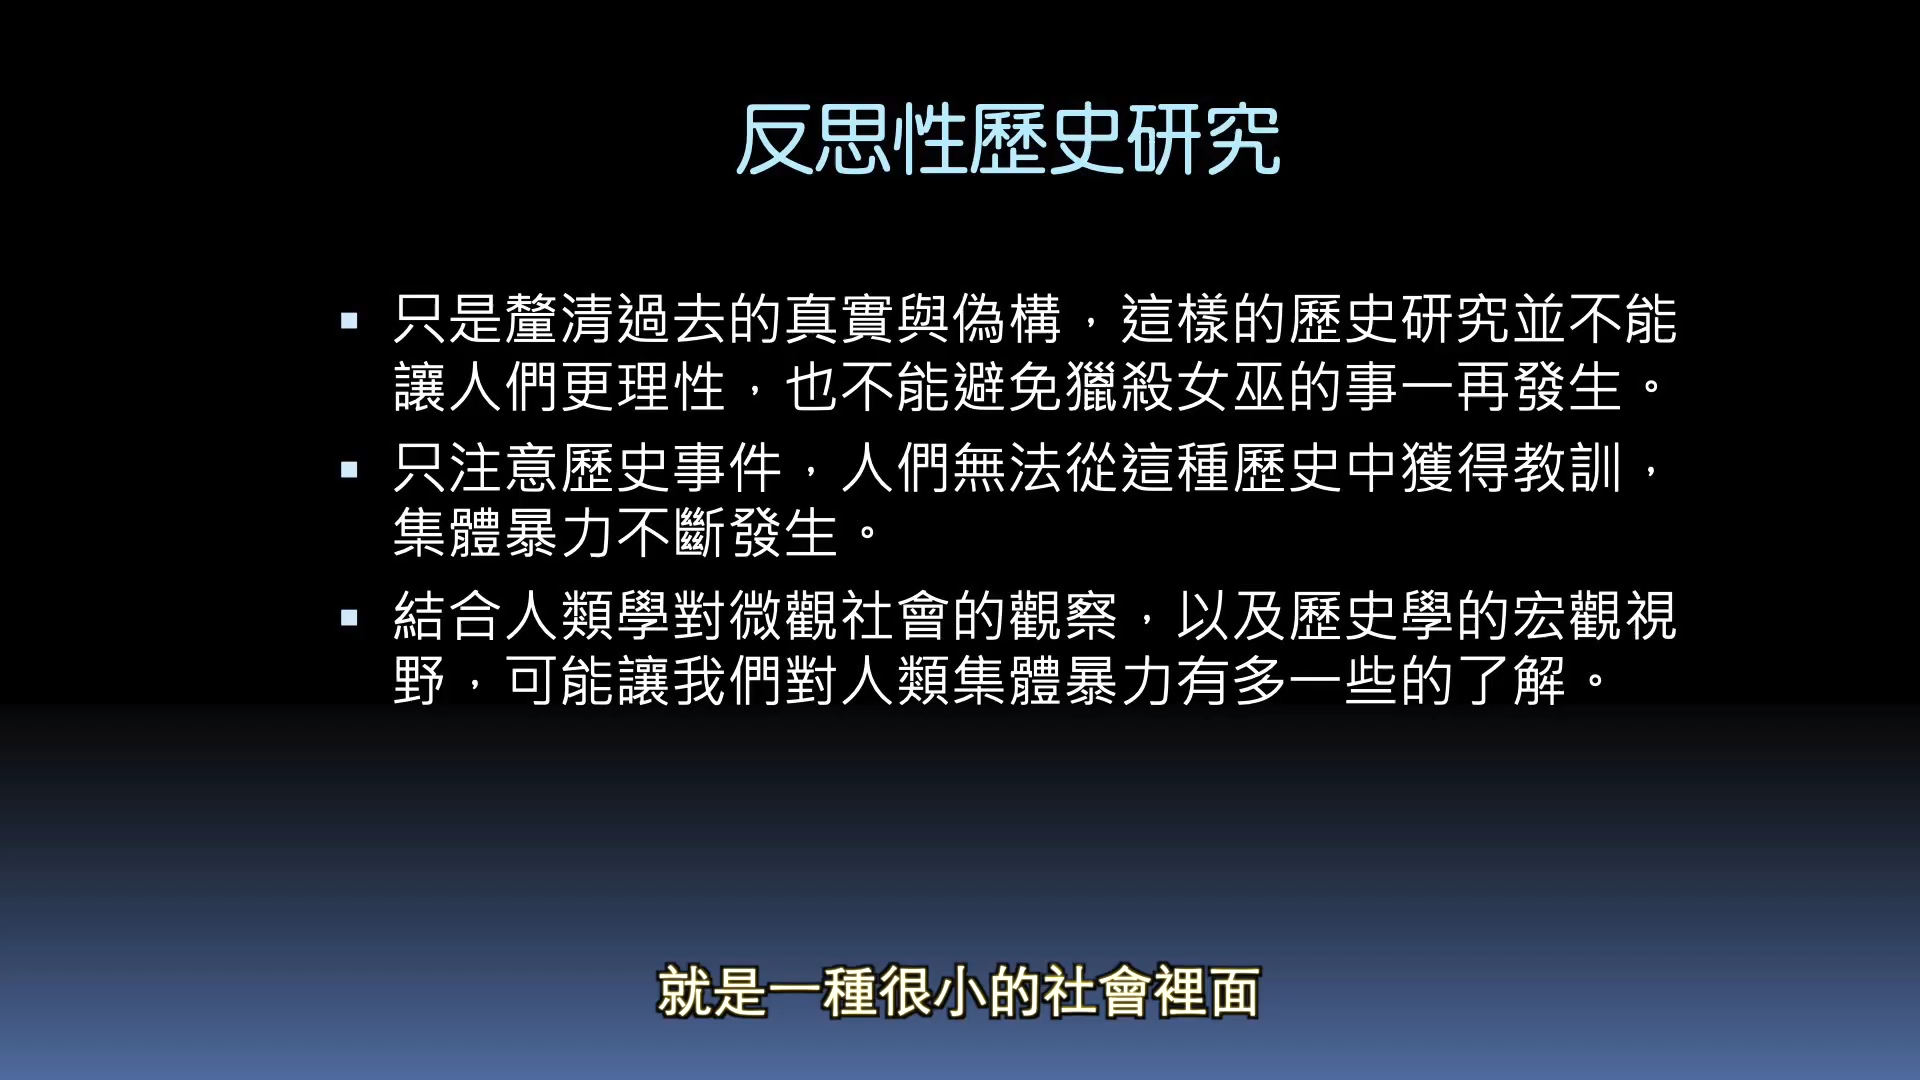 反思性歷史研究
▪ 只是釐清過去的真實與偽構，這樣的歷史研究並不能
讓人們更理性，也不能避免獵殺女巫的事一再發生。
▪ 只注意歷史事件，人們無法從這種歷史中獲得教訓，
集體暴力不斷發生。
▪ 結合人類學對微觀社會的觀察，以及歷史學的宏觀視
野，可能讓我們對人類集體暴力有多一些的了解。
就是一種很小的社會裡面